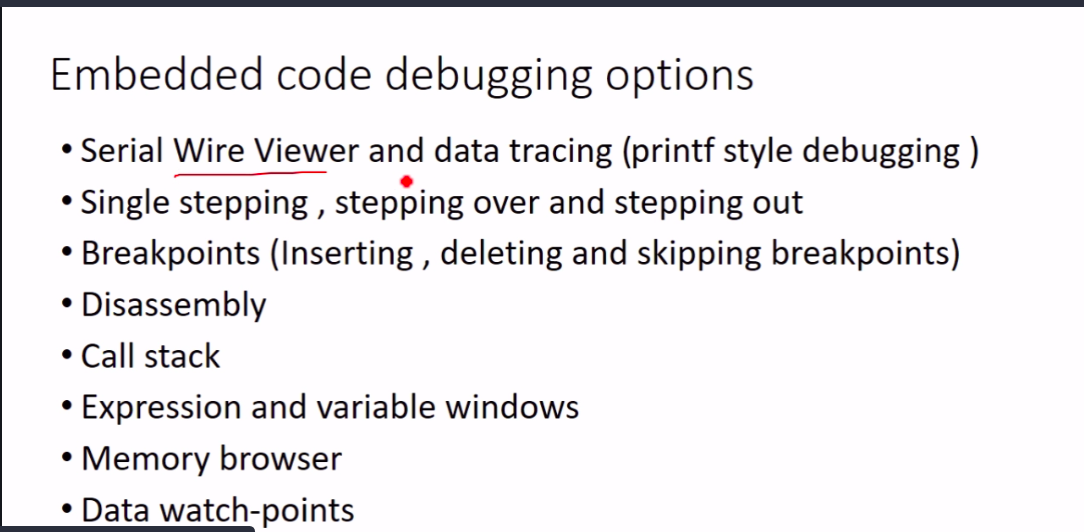 Embedded code debugging options
• Serial Wire Viewer and data tracing (printf style debugging )
• Single stepping , stepping over and stepping out
• Breakpoints (Inserting , deleting and skipping breakpoints)
• Disassembly
• Call stack
• Expression and variable windows
• Memory browser
• Data watch-points